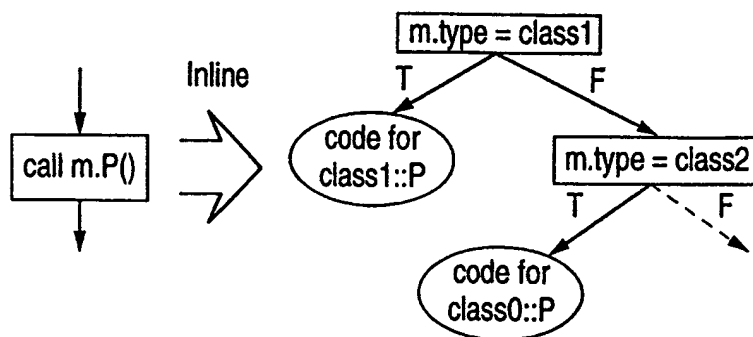 m.type = class1
Inline
T
F
call m.P()
code for
class1::P
m.type = class2
T
F
code for
class0::P